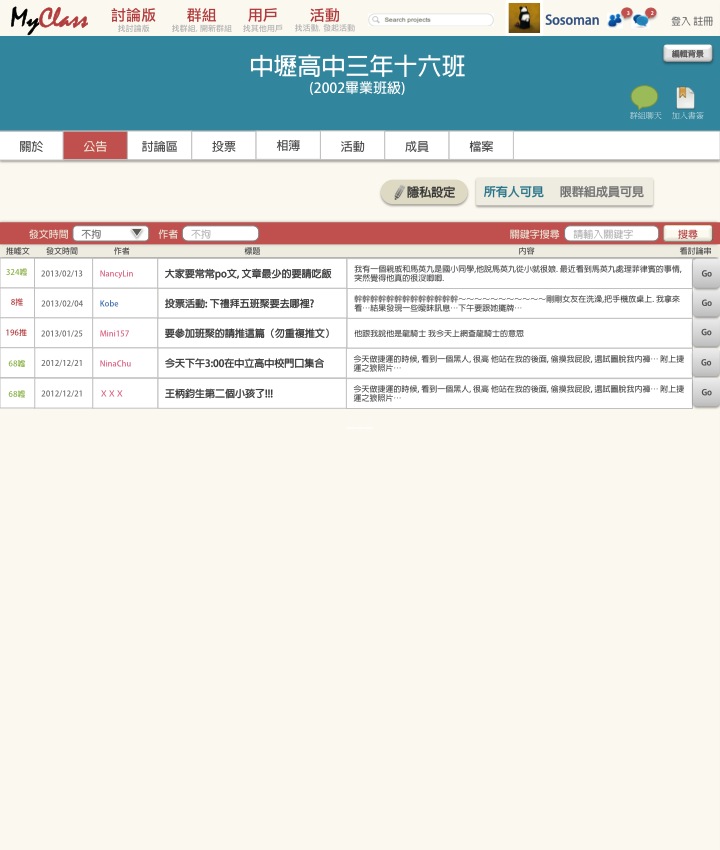 MyClass
討論版 群組 用戶 活動
找討論版 找群組, 開新群組 找其他用戶 找活動, 發起活動
Search projects
Sosoman 3 2 登入 註冊
編輯背景
中壢高中三年十六班
(2002畢業班級)
群組聊天 加入書簽
關於 公告 討論區 投票 相薄 活動 成員 檔案
隱私設定 所有人可見 限群組成員可見
發文時間 不拘 作者 不拘 關鍵字搜尋 請輸入關鍵字 搜尋
推噓文 發文時間 作者 標題 內容 看討論串
324噓 2013/02/13 NancyLin 大家要常常po文, 文章最少的要請吃飯 我有一個親戚和馬英九是國小同學,他說馬英九從小就很娘. 最近看到馬英九處理菲律賓的事情, Go
突然覺得他真的很沒唧唧.
8推 2013/02/04 Kobe 投票活動: 下禮拜五班聚要去哪裡? 幹幹幹幹幹幹幹幹幹幹幹幹幹～～～～～～～～～～～剛剛女友在洗澡,把手機放桌上. 我拿來 Go
看…結果發現一些曖昧訊息…下午要跟她攤牌…
196推 2013/01/25 Mini157 要參加班聚的請推這篇（勿重複推文） 他跟我說他是龍騎士 我今天上網查龍騎士的意思 Go
68噓 2012/12/21 NinaChu 今天下午3:00在中立高中校門口集合 今天做捷運的時候, 看到一個黑人, 很高 他站在我的後面, 偷摸我屁股, 還試圖脫我內褲… 附上捷 Go
運之狼照片…
68噓 2012/12/21 ＸＸＸ 王柄鈞生第二個小孩了!!! 今天做捷運的時候, 看到一個黑人, 很高 他站在我的後面, 偷摸我屁股, 還試圖脫我內褲… 附上捷 Go
運之狼照片…